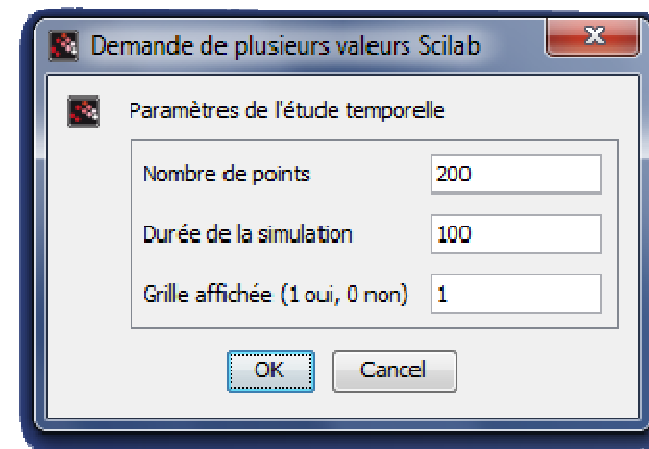 Demande de plusieurs valeurs Scilab
Paramètres de l'étude temporelle
Nombre de points 200
Durée de la simulation 100
Grille affichée (1 oui, 0 non) 1
OK Cancel